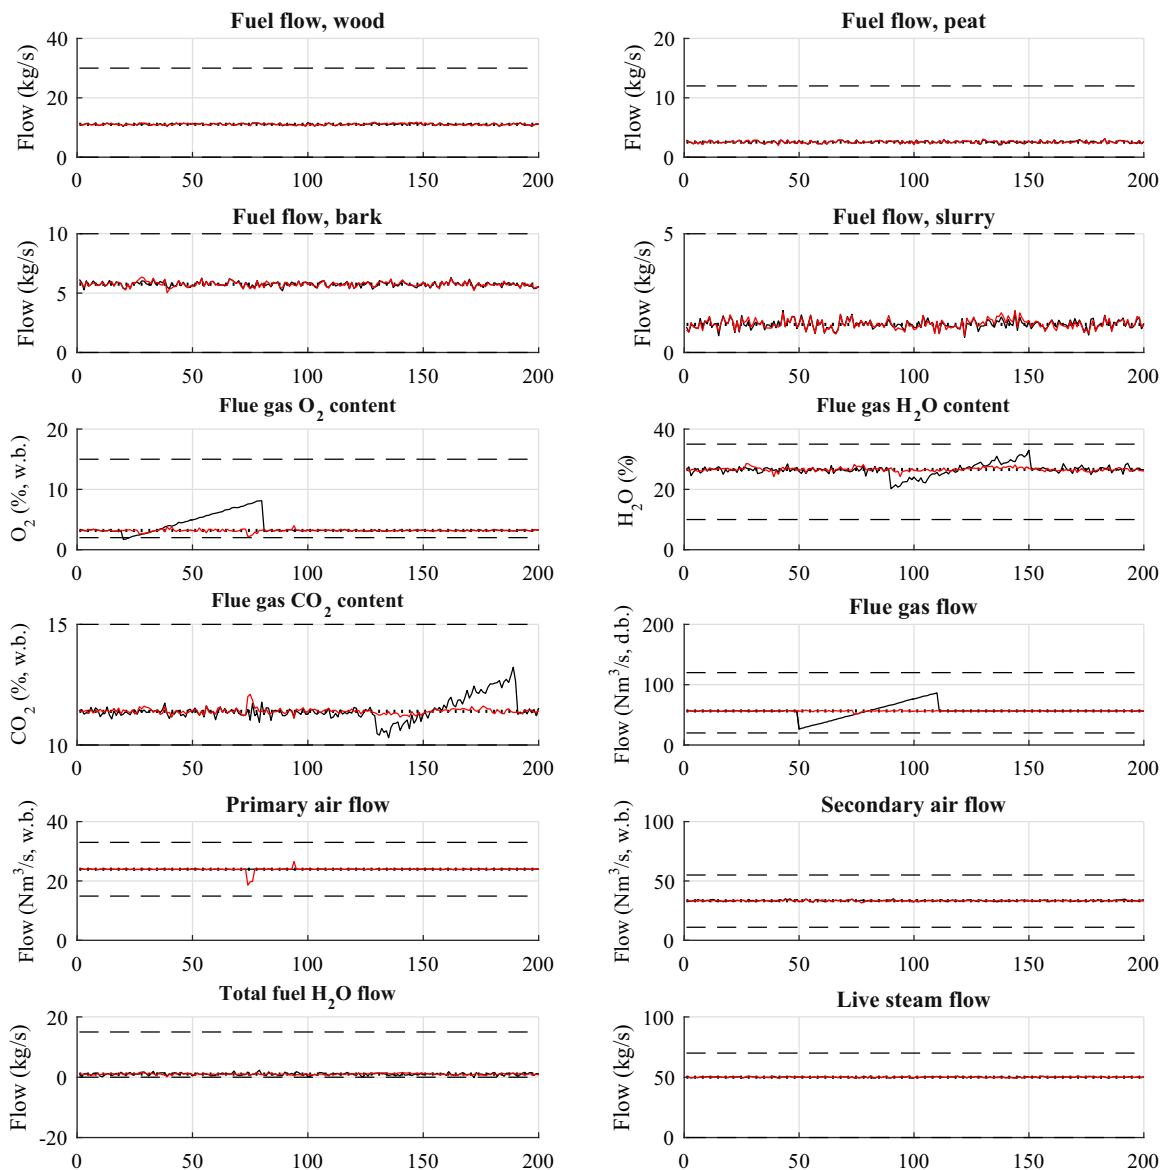 Fuel flow, wood
Flow (kg/s)
40
20
0
0 50 100 150 200
Fuel flow, peat
Flow (kg/s)
20
10
0
0 50 100 150 200
Fuel flow, bark
Flow (kg/s)
10
5
0
0 50 100 150 200
Fuel flow, slurry
Flow (kg/s)
5
0
0 50 100 150 200
Flue gas O2 content
O2 (%, w.b.)
20
10
0
0 50 100 150 200
Flue gas H2O content
H2O (%)
40
20
0
0 50 100 150 200
Flue gas CO2 content
CO2 (%, w.b.)
15
10
0 50 100 150 200
Flue gas flow
Flow (Nm3/s, d.b.)
200
100
0
0 50 100 150 200
Primary air flow
Flow (Nm3/s, w.b.)
40
20
0
0 50 100 150 200
Secondary air flow
Flow (Nm3/s, w.b.)
100
50
0
0 50 100 150 200
Total fuel H2O flow
Flow (kg/s)
20
0
-20
0 50 100 150 200
Live steam flow
Flow (kg/s)
100
50
0
0 50 100 150 200